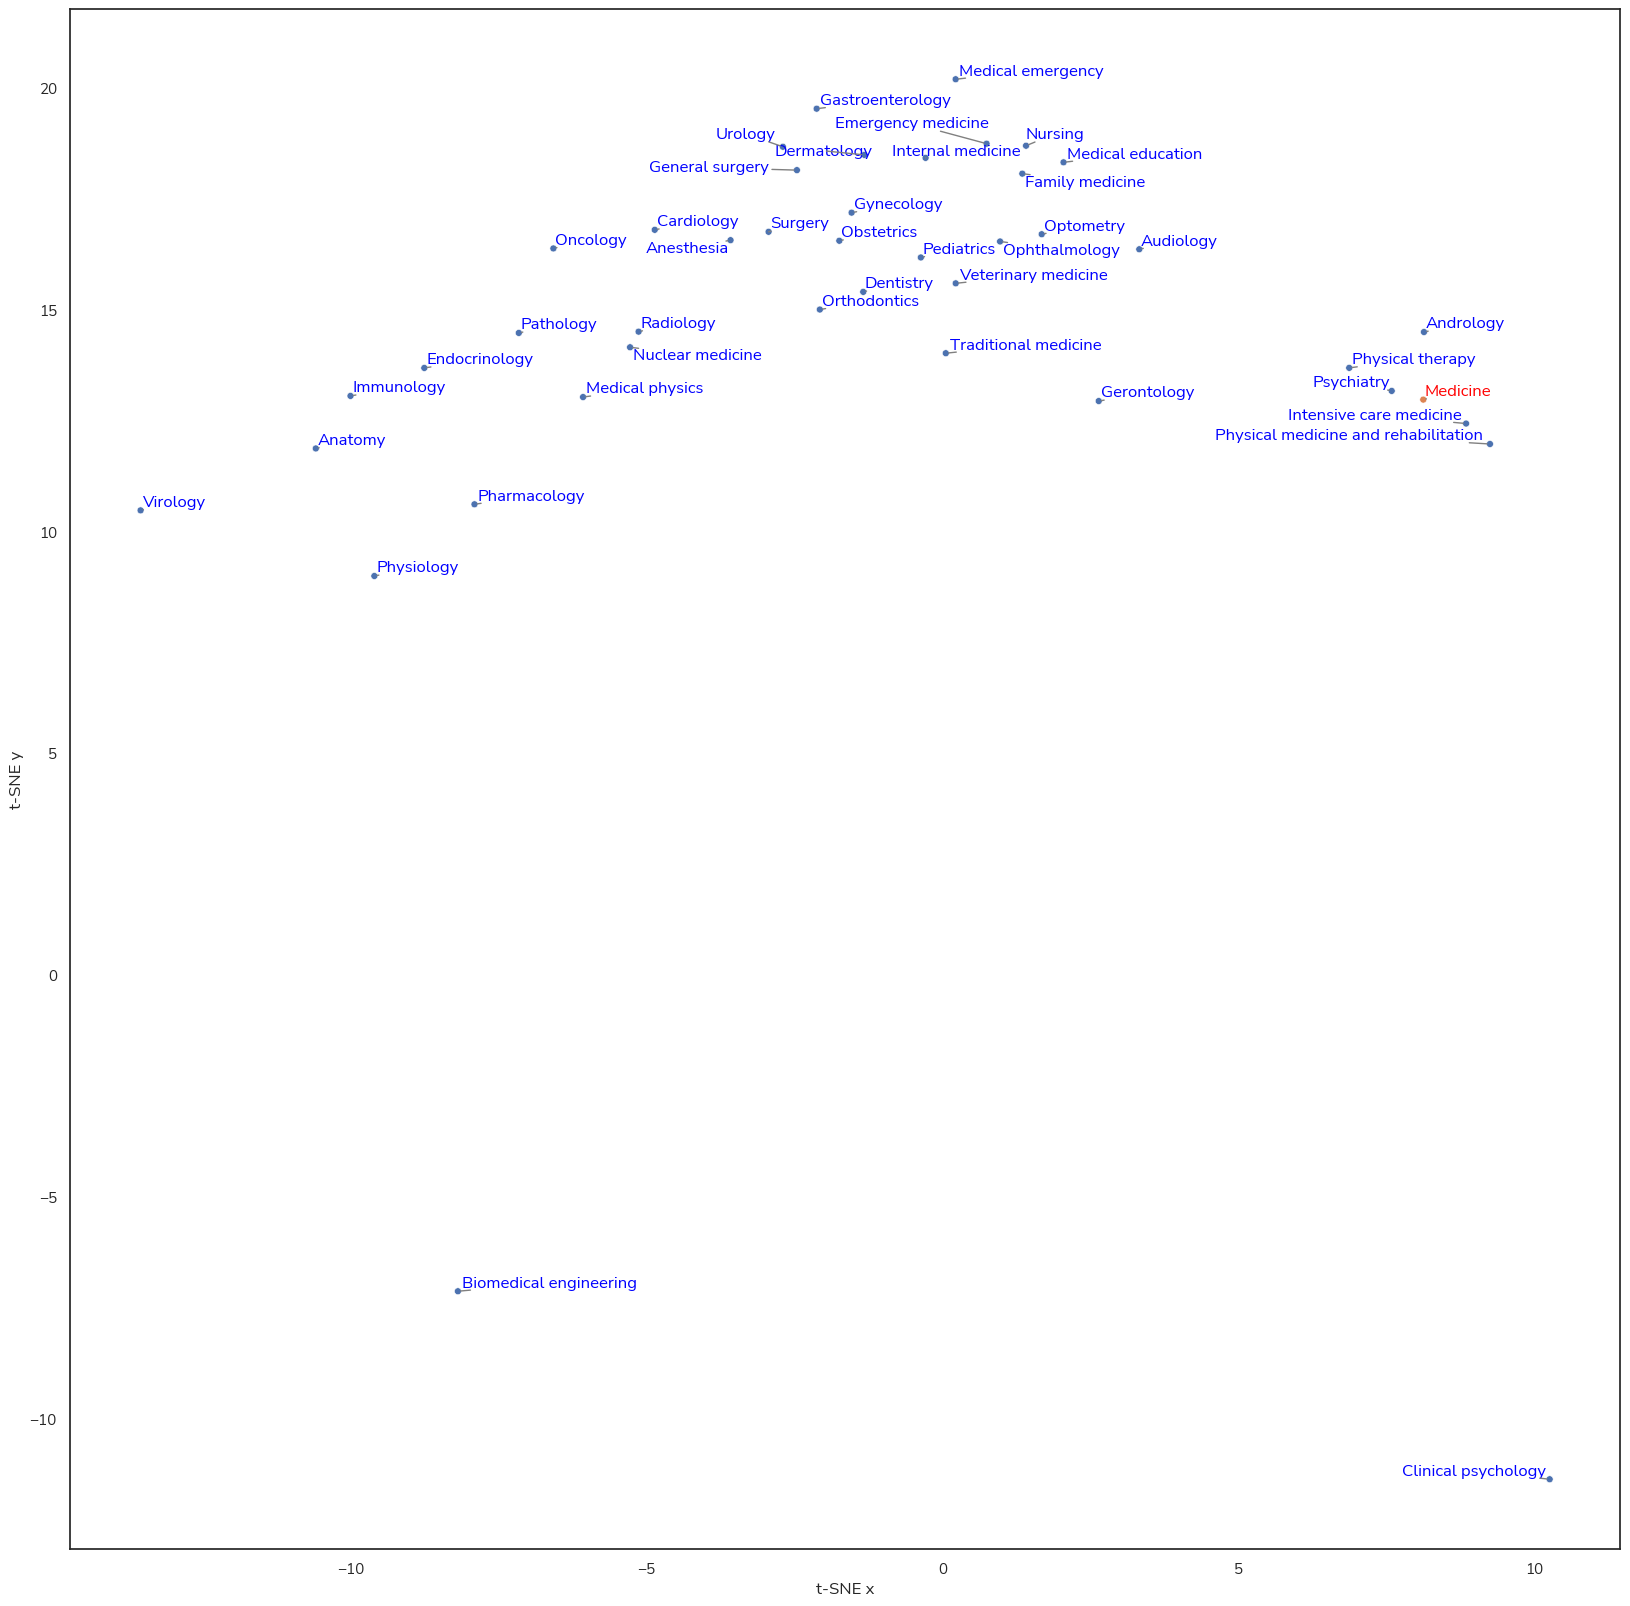 20
15
10
5
0
−5
−10
t-SNE y
Medical emergency
Gastroenterology
Emergency medicine
Urology
Nursing
Dermatology
Internal medicine
Medical education
General surgery
Family medicine
Gynecology
Cardiology
Surgery
Optometry
Obstetrics
Oncology
Audiology
Anesthesia
Pediatrics
Ophthalmology
Veterinary medicine
Dentistry
Orthodontics
Pathology
Radiology
Andrology
Traditional medicine
Nuclear medicine
Endocrinology
Physical therapy
Psychiatry
Immunology
Medical physics
Gerontology
Medicine
Intensive care medicine
Physical medicine and rehabilitation
Anatomy
Virology
Pharmacology
Physiology
Biomedical engineering
Clinical psychology
−10
−5
0
5
10
t-SNE x